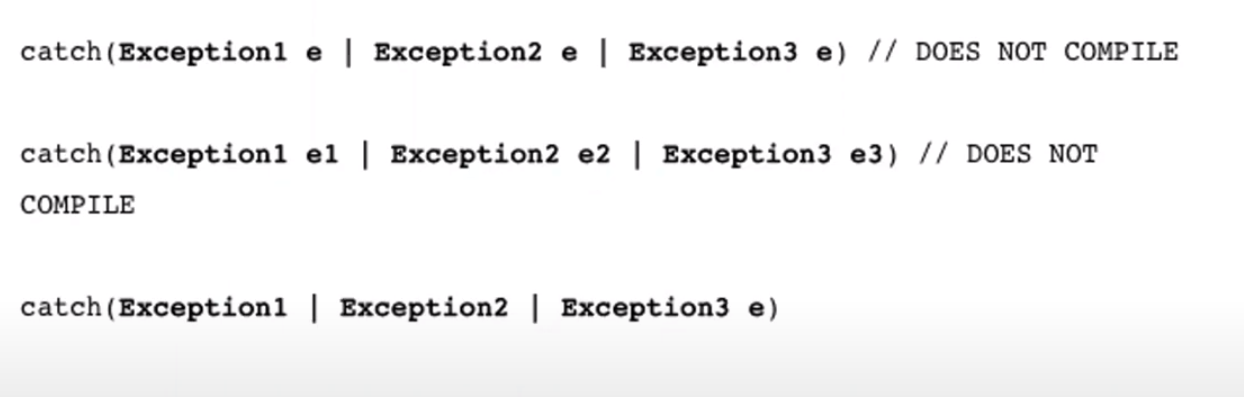 catch(Exception1 e | Exception2 e | Exception3 e) // DOES NOT COMPILE
catch(Exception1 e1 | Exception2 e2 | Exception3 e3) // DOES NOT
COMPILE
catch(Exception1 | Exception2 | Exception3 e)